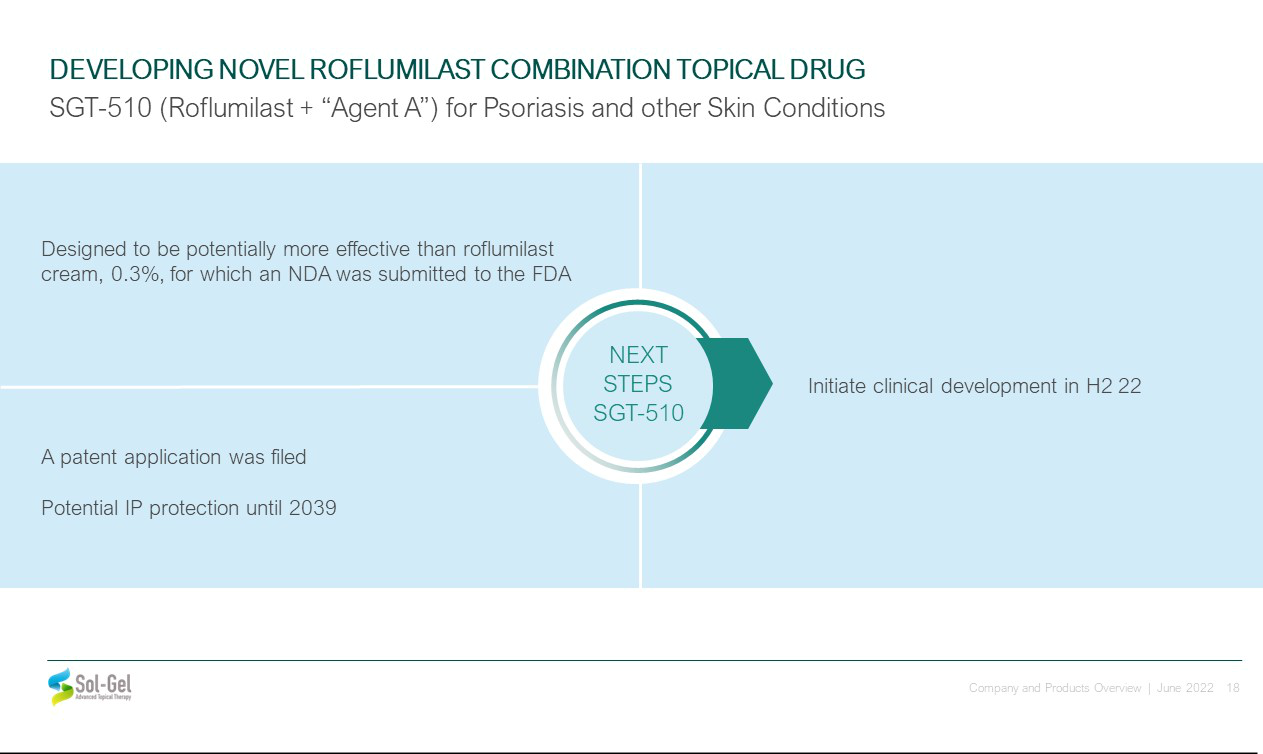 DEVELOPING NOVEL ROFLUMILAST COMBINATION TOPICAL DRUG
SGT-510 (Roflumilast + “Agent A”) for Psoriasis and other Skin Conditions
Designed to be potentially more effective than roflumilast
cream, 0.3%, for which an NDA was submitted to the FDA
A patent application was filed
Potential IP protection until 2039
NEXT
STEPS
SGT-510
Initiate clinical development in H2 22
Sol-Gel
Advanced Topical Therapy
Company and Products Overview | June 2022 18